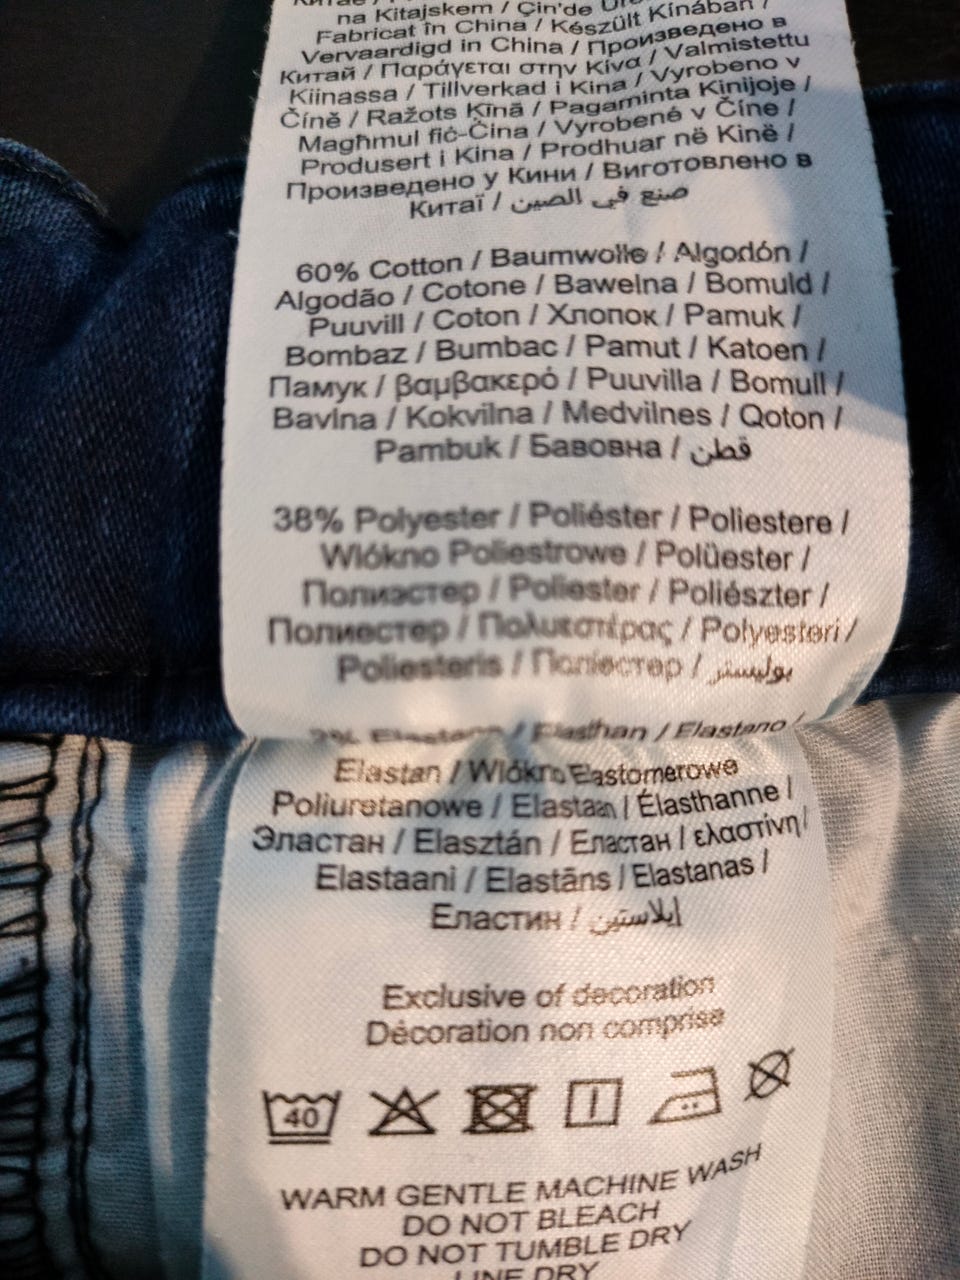 na Kitajskem / Çin'de
Fabricat în China / Készült Kínában /
Vervaardigd in China / Произведено в
Китай / Παράγεται στην Κίνα / Valmistettu
Kiinassa / Tillverkad i Kina / Vyrobeno v
Číně / Ražots Ķīnā / Pagaminta Kinijoje /
Magħmul fiċ-Ċina / Vyrobené v Číne /
Produsert i Kina / Prodhuar në Kinë /
Произведено у Кини / Виготовлено в
Китаї / صنع في الصين
60% Cotton / Baumwolle / Algodón /
Algodão / Cotone / Bawelna / Bomuld /
Puuvill / Coton / Хлопок / Pamuk /
Bombaz / Bumbac / Pamut / Katoen /
Памук / βαμβακερό / Puuvilla / Bomull /
Bavlna / Kokvilna / Medvilnes / Qoton /
Pambuk / Бавовна / قطن
38% Polyester / Poliéster / Poliestere /
Wlókno Poliestrowe / Polüester /
Полиэстер / Poliester / Poliészter /
Полиестер / Πολυεστέρας / Polyesteri /
Poliesteris / Поліестер / بوليستر
2% Elastane / Elasthan / Elastano /
Elastan / Wlókno Elastomerowe
Poliuretanowe / Elastaan / Élasthanne /
Эластан / Elasztán / Еластан / ελαστίνη /
Elastaani / Elastāns / Elastanas /
Еластин / إيلاستين
Exclusive of decoration
Décoration non comprise
40
WARM GENTLE MACHINE WASH
DO NOT BLEACH
DO NOT TUMBLE DRY
LINE DRY